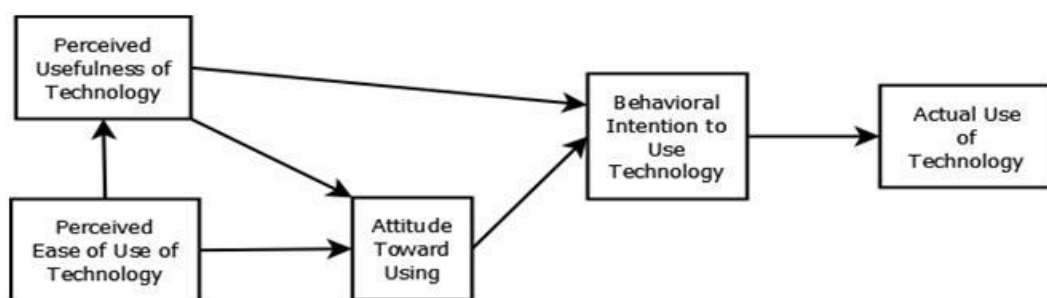 Perceived
Usefulness of
Technology
Perceived
Ease of Use of
Technology
Attitude
Toward
Using
Behavioral
Intention to
Use
Technology
Actual Use
of
Technology